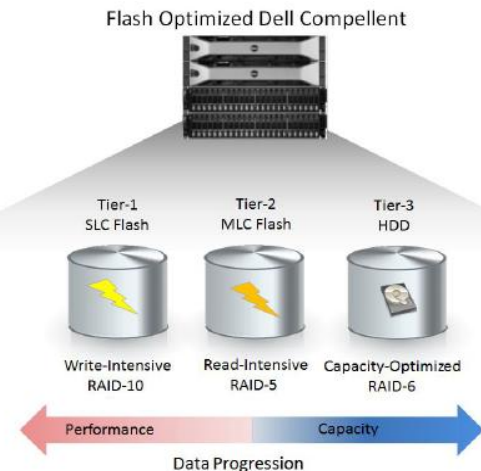 Flash Optimized Dell Compellent
Tier-1
SLC Flash
Tier-2
MLC Flash
Tier-3
HDD
Write-Intensive
RAID-10
Read-Intensive
RAID-5
Capacity-Optimized
RAID-6
Performance
Capacity
Data Progression